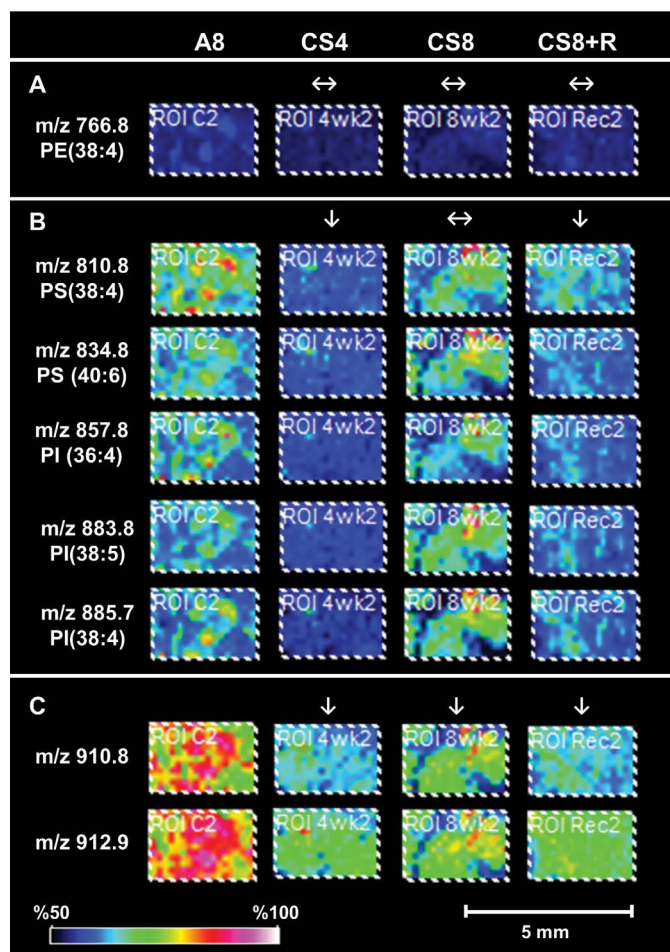 A8 CS4 CS8 CS8+R
A ↔ ↔ ↔
m/z 766.8
PE(38:4)
ROI C2 ROI 4wk2 ROI 8wk2 ROI Rec2
B ↓ ↔ ↓
m/z 810.8
PS(38:4)
ROI C2 ROI 4wk2 ROI 8wk2 ROI Rec2
m/z 834.8
PS (40:6)
ROI C2 ROI 4wk2 ROI 8wk2 ROI Rec2
m/z 857.8
PI (36:4)
ROI C2 ROI 4wk2 ROI 8wk2 ROI Rec2
m/z 883.8
PI(38:5)
ROI C2 ROI 4wk2 ROI 8wk2 ROI Rec2
m/z 885.7
PI(38:4)
ROI C2 ROI 4wk2 ROI 8wk2 ROI Rec2
C ↓ ↓ ↓
m/z 910.8
ROI C2 ROI 4wk2 ROI 8wk2 ROI Rec2
m/z 912.9
ROI C2 ROI 4wk2 ROI 8wk2 ROI Rec2
%50 %100
5 mm